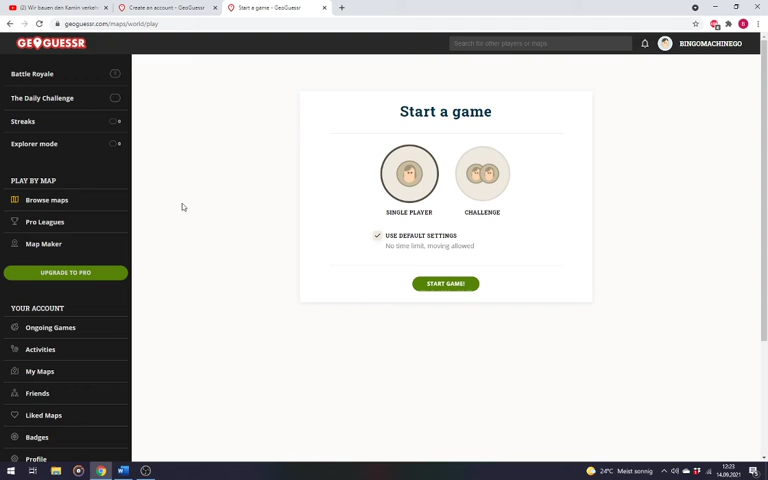 (1) Wir bauen den Kamin verkeh
Create an account - GeoGuessr
Start a game - GeoGuessr
geoguessr.com/maps/world/play
B
GEOGUESSR
Search for other players or maps
BINGOMACHINEGO
Battle Royale
The Daily Challenge
Streaks
0
Explorer mode
0
PLAY BY MAP
Browse maps
Pro Leagues
Map Maker
UPGRADE TO PRO
YOUR ACCOUNT
Ongoing Games
Activities
My Maps
Friends
Liked Maps
Badges
Profile
Start a game
SINGLE PLAYER
CHALLENGE
USE DEFAULT SETTINGS
No time limit, moving allowed
START GAME!
24°C Meist sonnig
12:23
14.09.2021